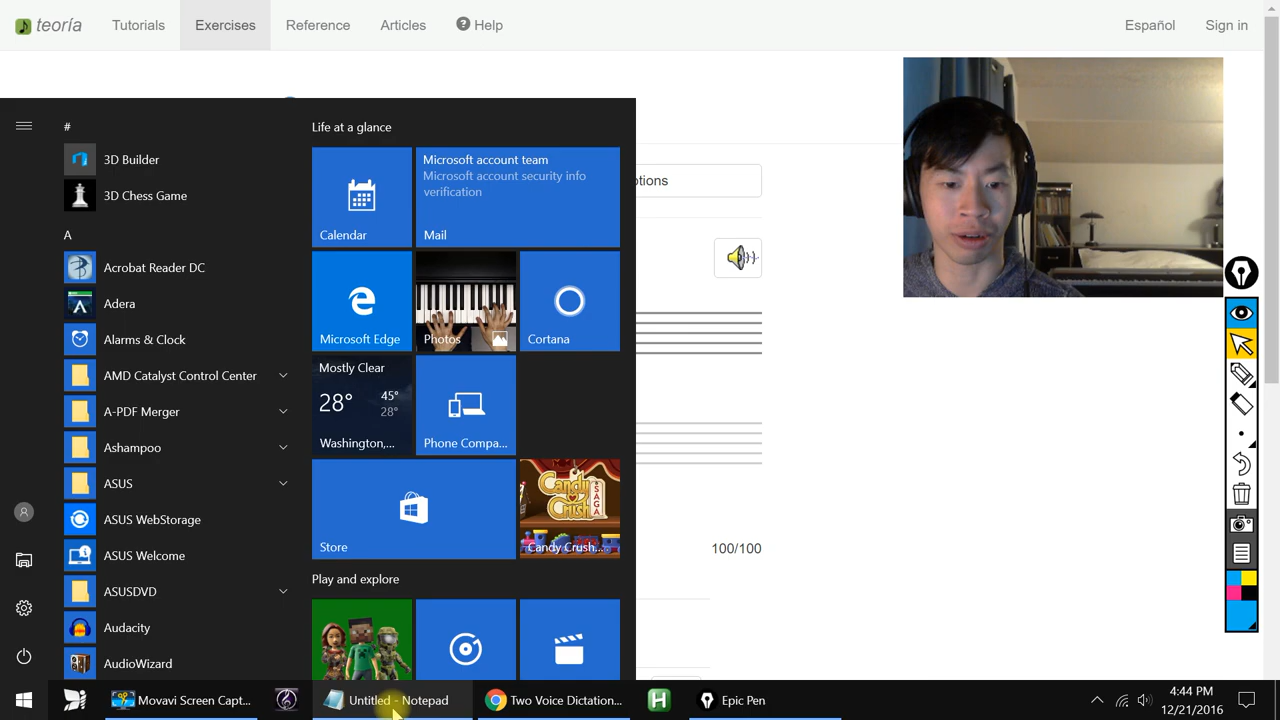 teoría
Tutorials
Exercises
Reference
Articles
? Help
Español
Sign in
#
3D Builder
3D Chess Game
A
Acrobat Reader DC
Adera
Alarms & Clock
AMD Catalyst Control Center
A-PDF Merger
Ashampoo
ASUS
ASUS WebStorage
ASUS Welcome
ASUSDVD
Audacity
AudioWizard
Life at a glance
Microsoft account team
Microsoft account security info
verification
Calendar
Mail
Microsoft Edge
Photos
Cortana
Mostly Clear
28° 45°
28°
Washington,...
Phone Compa...
Store
Candy Crush SAGA
Candy Crush...
Play and explore
ptions
100/100
Movavi Screen Capt...
Untitled - Notepad
Two Voice Dictation...
H
Epic Pen
4:44 PM
12/21/2016